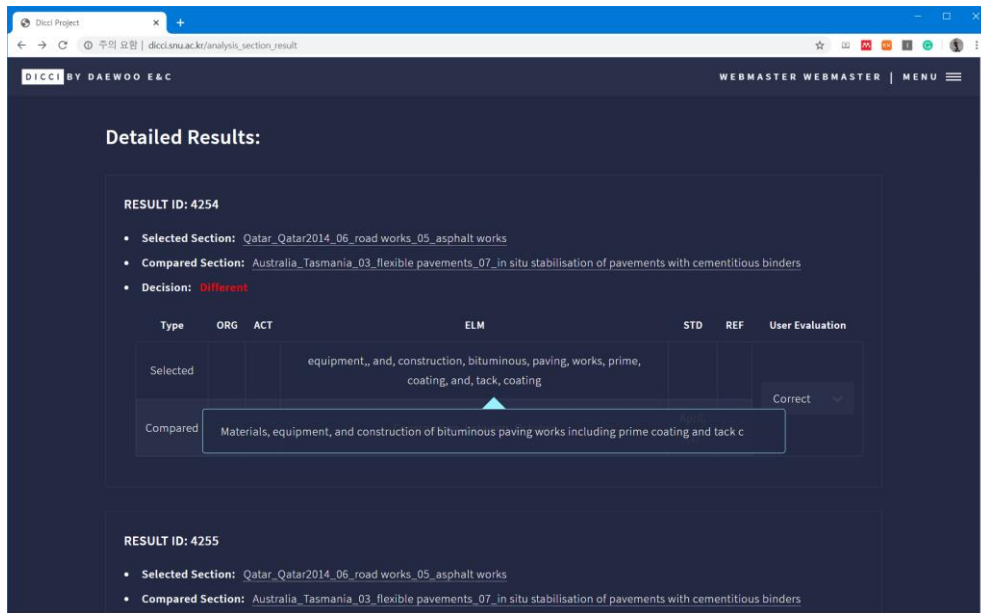 Dicci Project
주의 요함 | dicci.snu.ac.kr/analysis_section_result
DICCI BY DAEWOO E&C
WEBMASTER WEBMASTER | MENU
Detailed Results:
RESULT ID: 4254
• Selected Section: Qatar_Qatar2014_06_road works_05_asphalt works
• Compared Section: Australia_Tasmania_03_flexible pavements_07_in situ stabilisation of pavements with cementitious binders
• Decision: Different
Type ORG ACT ELM STD REF User Evaluation
Selected
equipment,, and, construction, bituminous, paving, works, prime,
coating, and, tack, coating
Correct
Compared
Materials, equipment, and construction of bituminous paving works including prime coating and tack c
RESULT ID: 4255
• Selected Section: Qatar_Qatar2014_06_road works_05_asphalt works
• Compared Section: Australia_Tasmania_03_flexible pavements_07_in situ stabilisation of pavements with cementitious binders